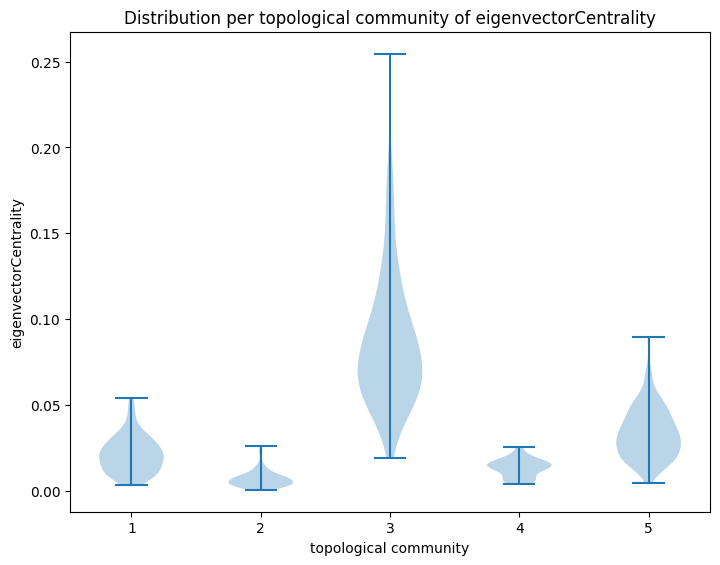 Distribution per topological community of eigenvectorCentrality
eigenvectorCentrality
0.25
0.20
0.15
0.10
0.05
0.00
1 2 3 4 5
topological community